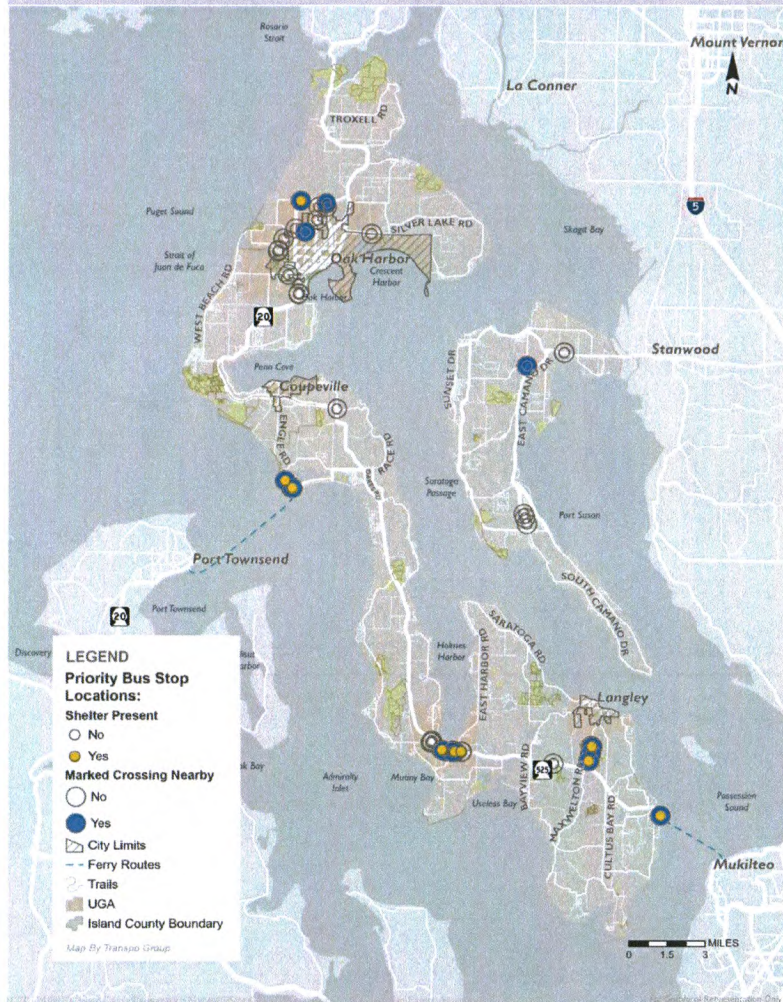 Rosario
Strait
Mount Vernon
N
La Conner
TROXELL RD
5
Puget Sound
SILVER LAKE RD
Skagit Bay
Strait of
Juan de Fuca
Oak Harbor
Crescent
Harbor
WEST BEACH RD
Oak Harbor
20
Stanwood
Penn Cove
Coupeville
SUNSET DR
EAST CAMANO DR
ENGLE RD
RACE RD
Saratoga
Passage
Port Susan
Port Townsend
SOUTH CAMANO DR
Port Townsend
20
Discovery
Holmes
Harbor
EAST HARBOR RD
SARATOGA RD
Langley
Admiralty
Inlet
Mutiny Bay
Useless Bay
BAYVIEW RD
525
MAXWELTON RD
CULTUS BAY RD
Possession
Sound
Mukilteo
LEGEND
Priority Bus Stop
Locations:
Shelter Present
No
Yes
Marked Crossing Nearby
No
Yes
City Limits
Ferry Routes
Trails
UGA
Island County Boundary
Map By Transpo Group
0 1.5 3 MILES